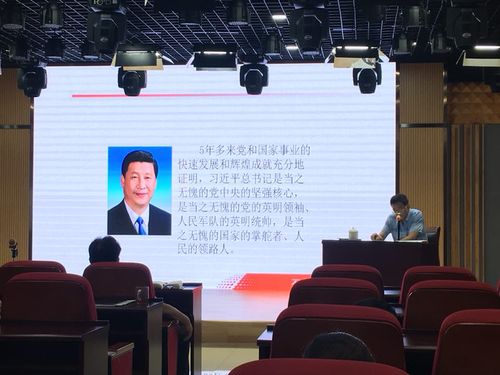 5年多来党和国家事业的
快速发展和辉煌成就充分地
证明，习近平总书记是当之
无愧的党中央的坚强核心，
是当之无愧的党的英明领袖、
人民军队的英明统帅，是当
之无愧的国家的掌舵者、人
民的领路人。